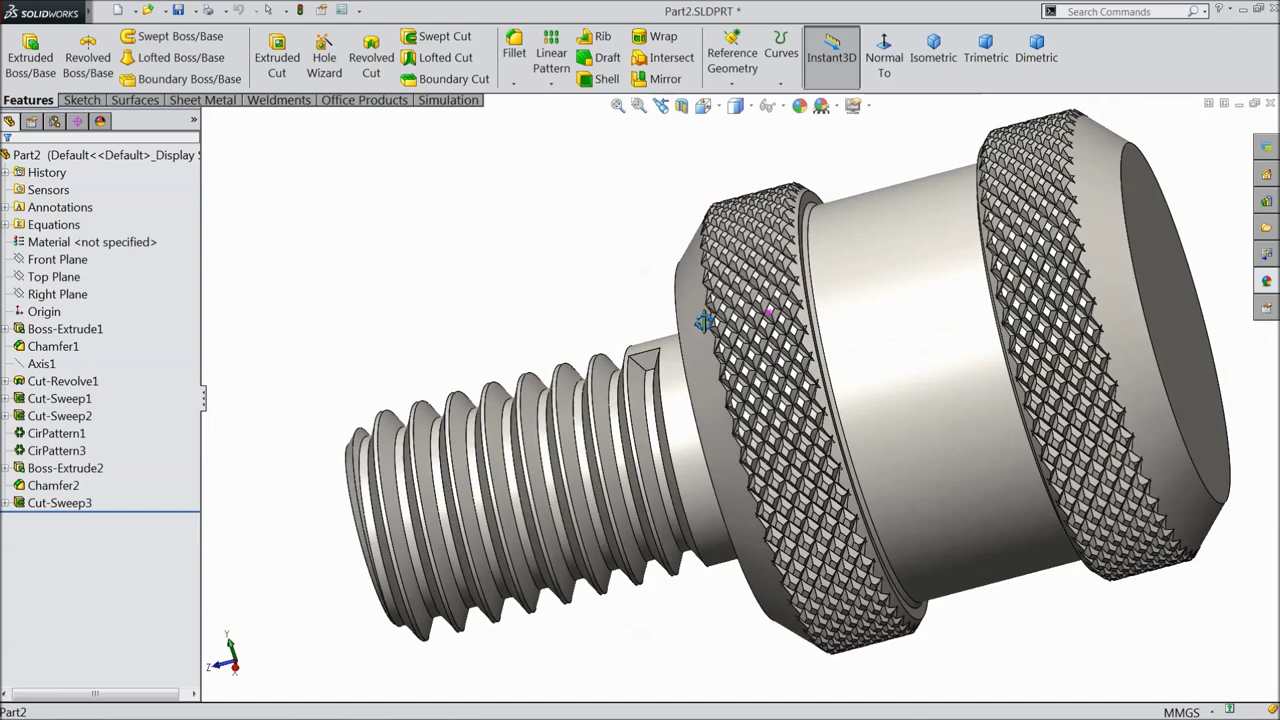 SOLIDWORKS
Part2.SLDPRT *
Search Commands
Extruded Boss/Base
Revolved Boss/Base
Swept Boss/Base
Lofted Boss/Base
Boundary Boss/Base
Extruded Cut
Hole Wizard
Revolved Cut
Swept Cut
Lofted Cut
Boundary Cut
Fillet
Linear Pattern
Rib
Draft
Shell
Wrap
Intersect
Mirror
Reference Geometry
Curves
Instant3D
Normal To
Isometric
Trimetric
Dimetric
Features
Sketch
Surfaces
Sheet Metal
Weldments
Office Products
Simulation
Part2 (Default<<Default>_Display S
History
Sensors
Annotations
Equations
Material <not specified>
Front Plane
Top Plane
Right Plane
Origin
Boss-Extrude1
Chamfer1
Axis1
Cut-Revolve1
Cut-Sweep1
Cut-Sweep2
CirPattern1
CirPattern3
Boss-Extrude2
Chamfer2
Cut-Sweep3
Y
Z
X
Part2
MMGS